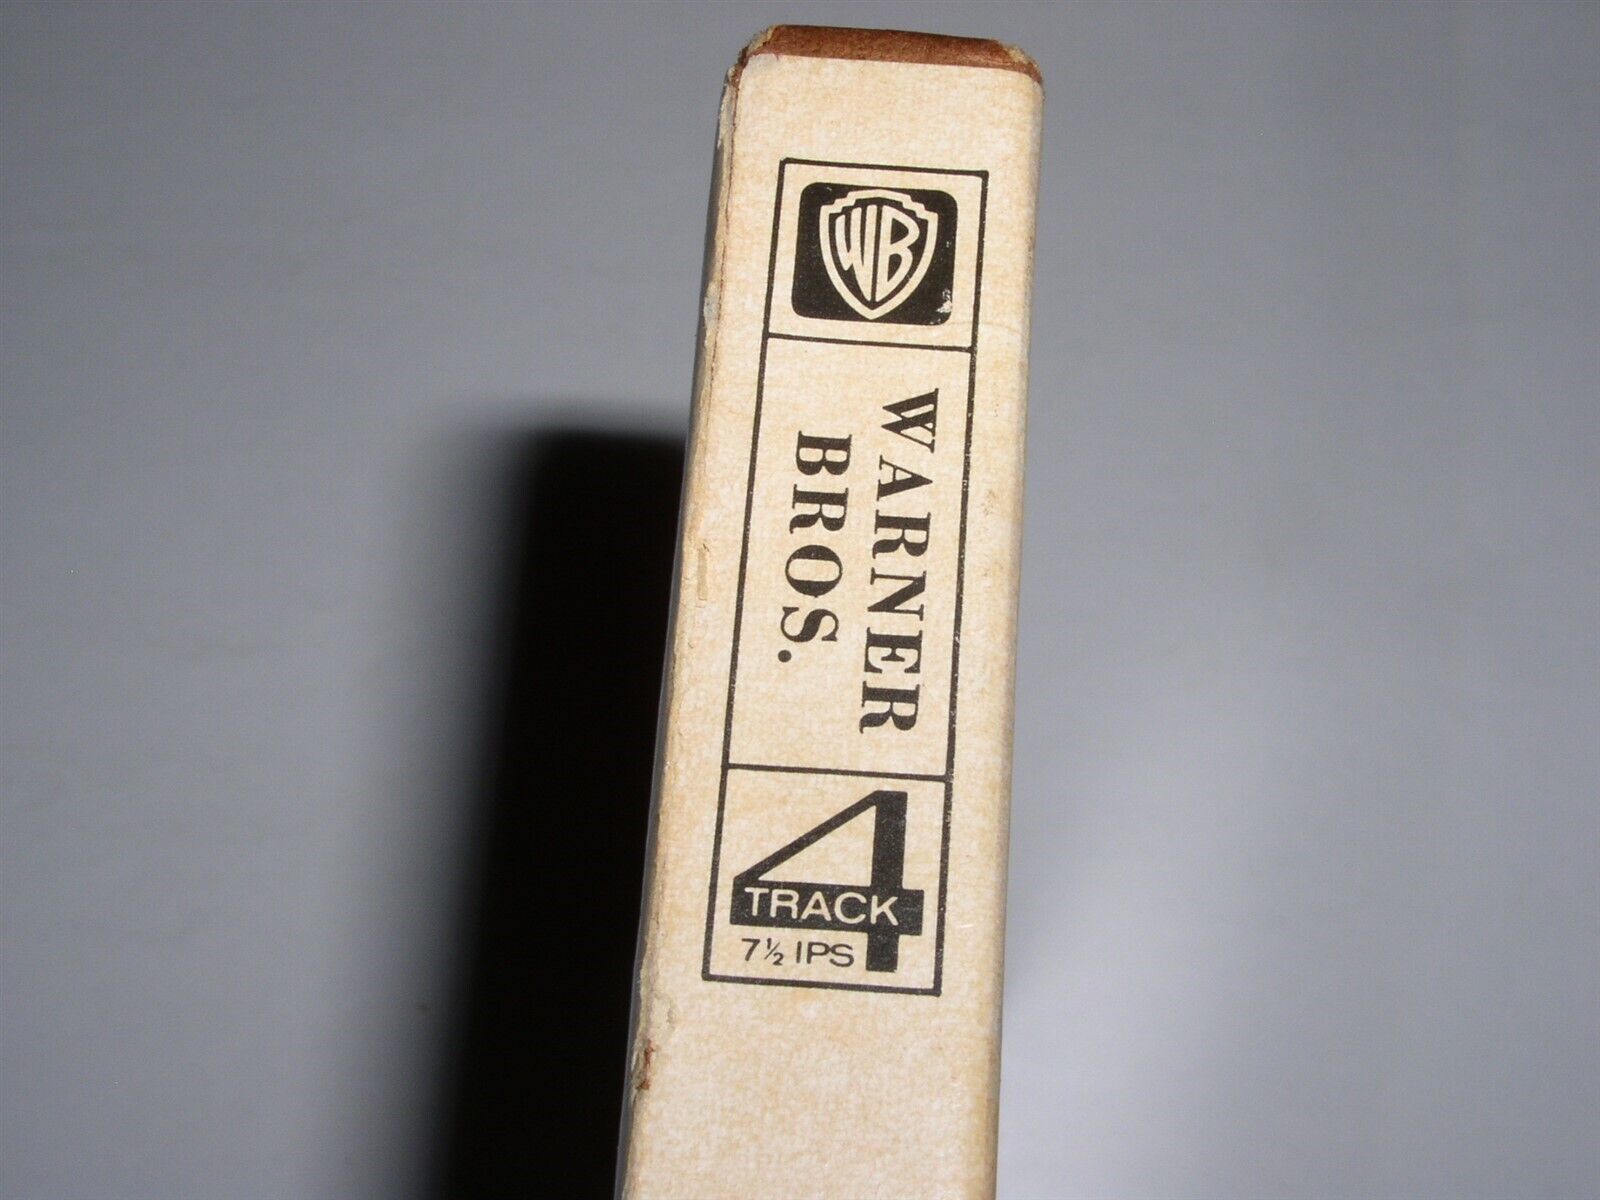 WB
WARNER
BROS.
4
TRACK
7½ IPS